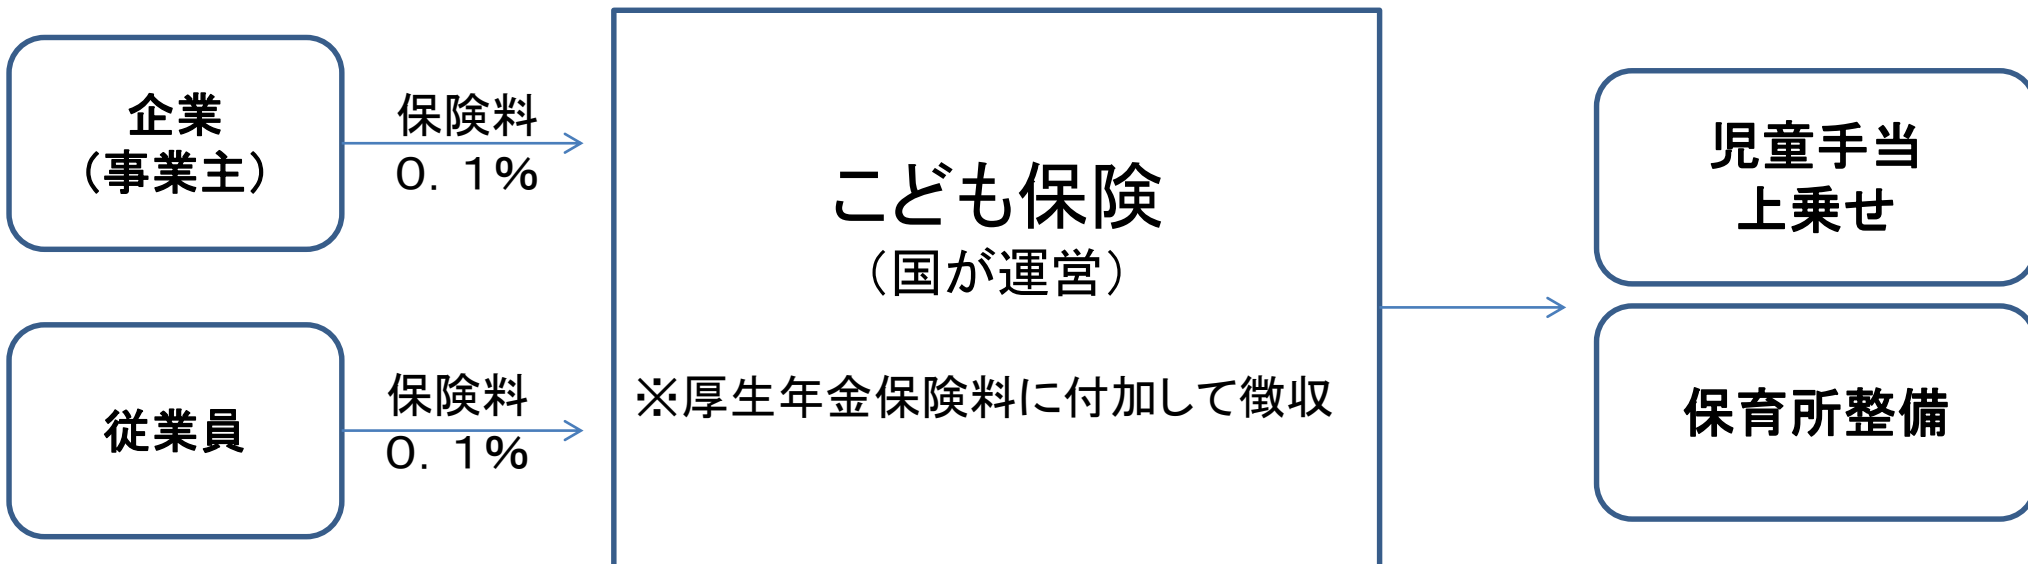 企業
（事業主）
保険料
０．１％
従業員
保険料
０．１％
こども保険
（国が運営）
※厚生年金保険料に付加して徴収
児童手当
上乗せ
保育所整備